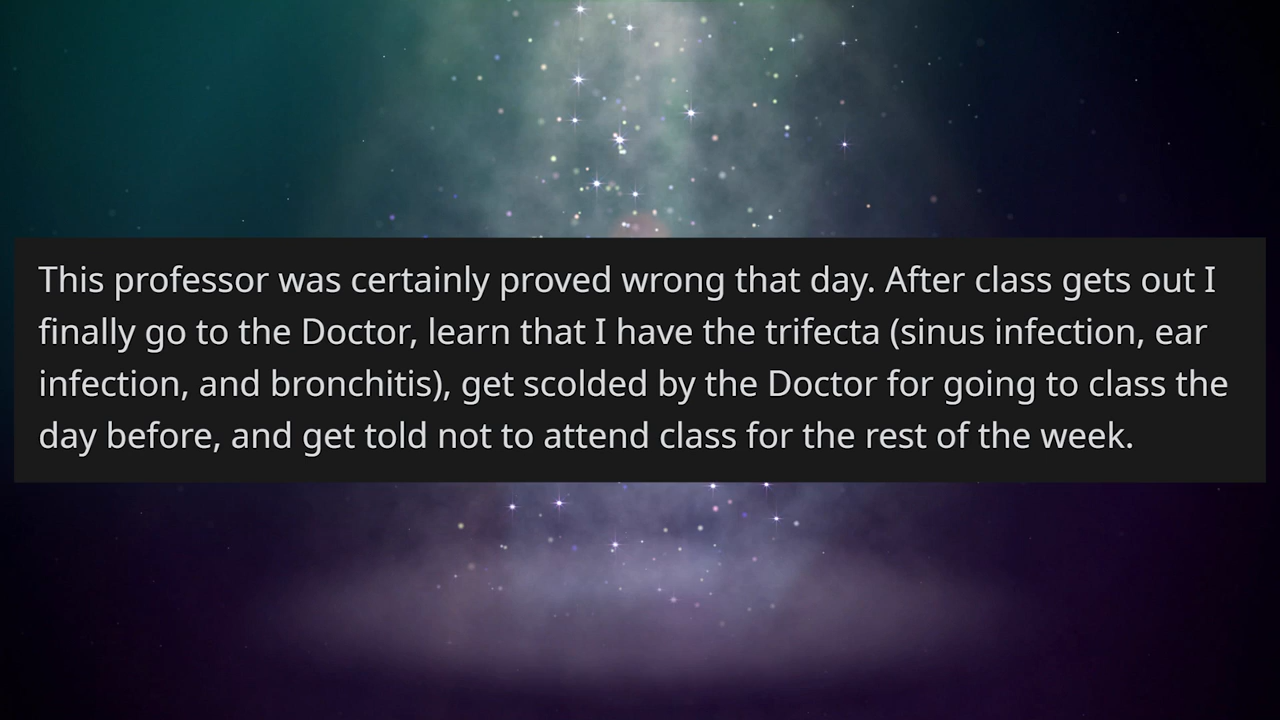 This professor was certainly proved wrong that day. After class gets out I
finally go to the Doctor, learn that I have the trifecta (sinus infection, ear
infection, and bronchitis), get scolded by the Doctor for going to class the
day before, and get told not to attend class for the rest of the week.